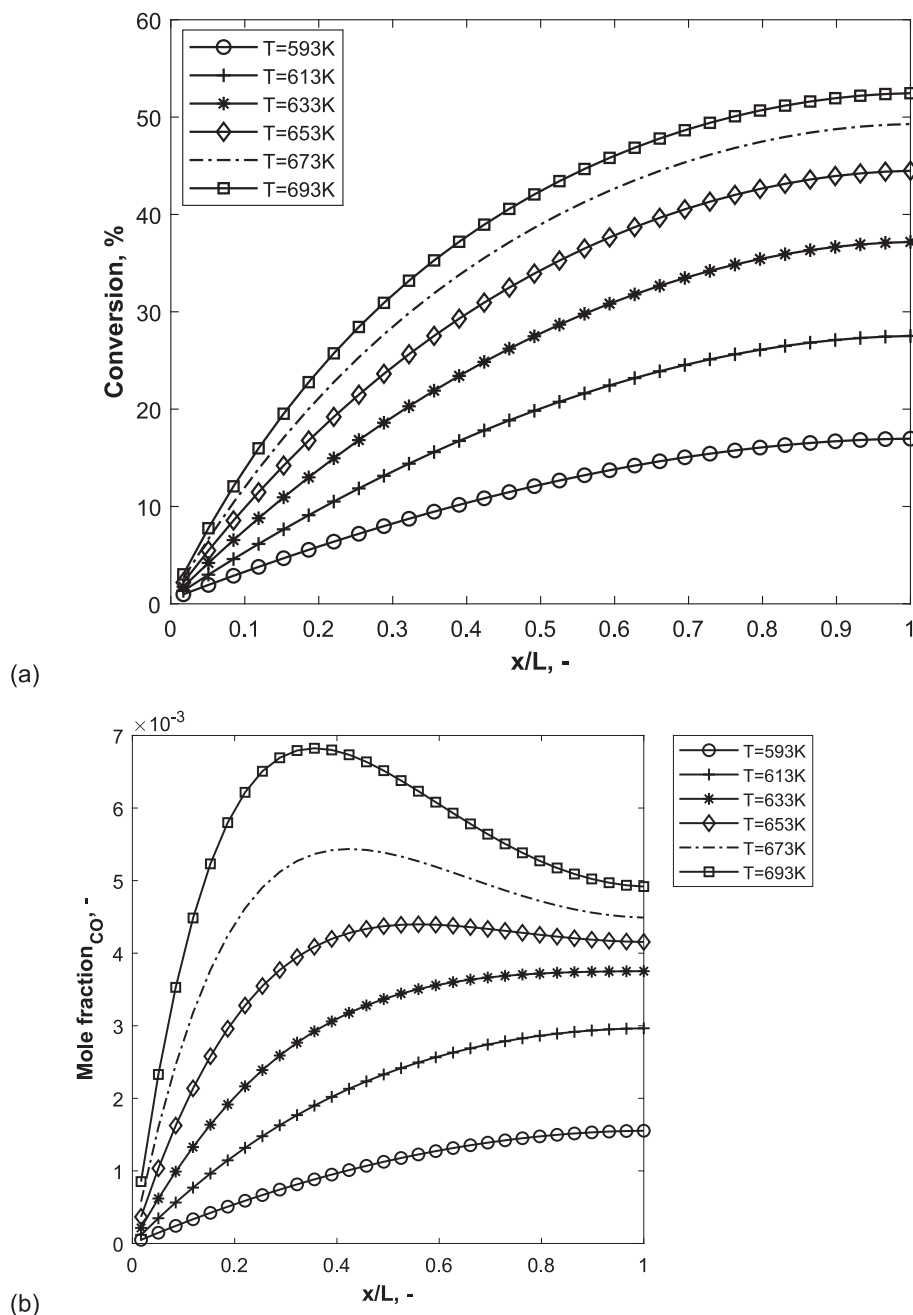 60
50
40
30
20
10
0
Conversion, %
T=593K
T=613K
T=633K
T=653K
T=673K
T=693K
0 0.1 0.2 0.3 0.4 0.5 0.6 0.7 0.8 0.9 1
x/L, -
(a)
×10⁻³
7
6
5
4
3
2
1
0
Mole fraction_CO, -
T=593K
T=613K
T=633K
T=653K
T=673K
T=693K
0 0.2 0.4 0.6 0.8 1
x/L, -
(b)